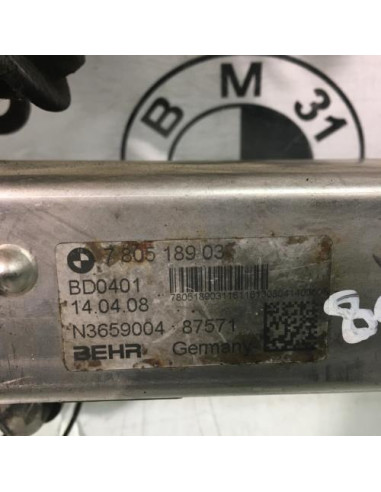 B M 31
7 805 189 03
BD0401
14.04.08
N3659004 87571
BEHR Germany